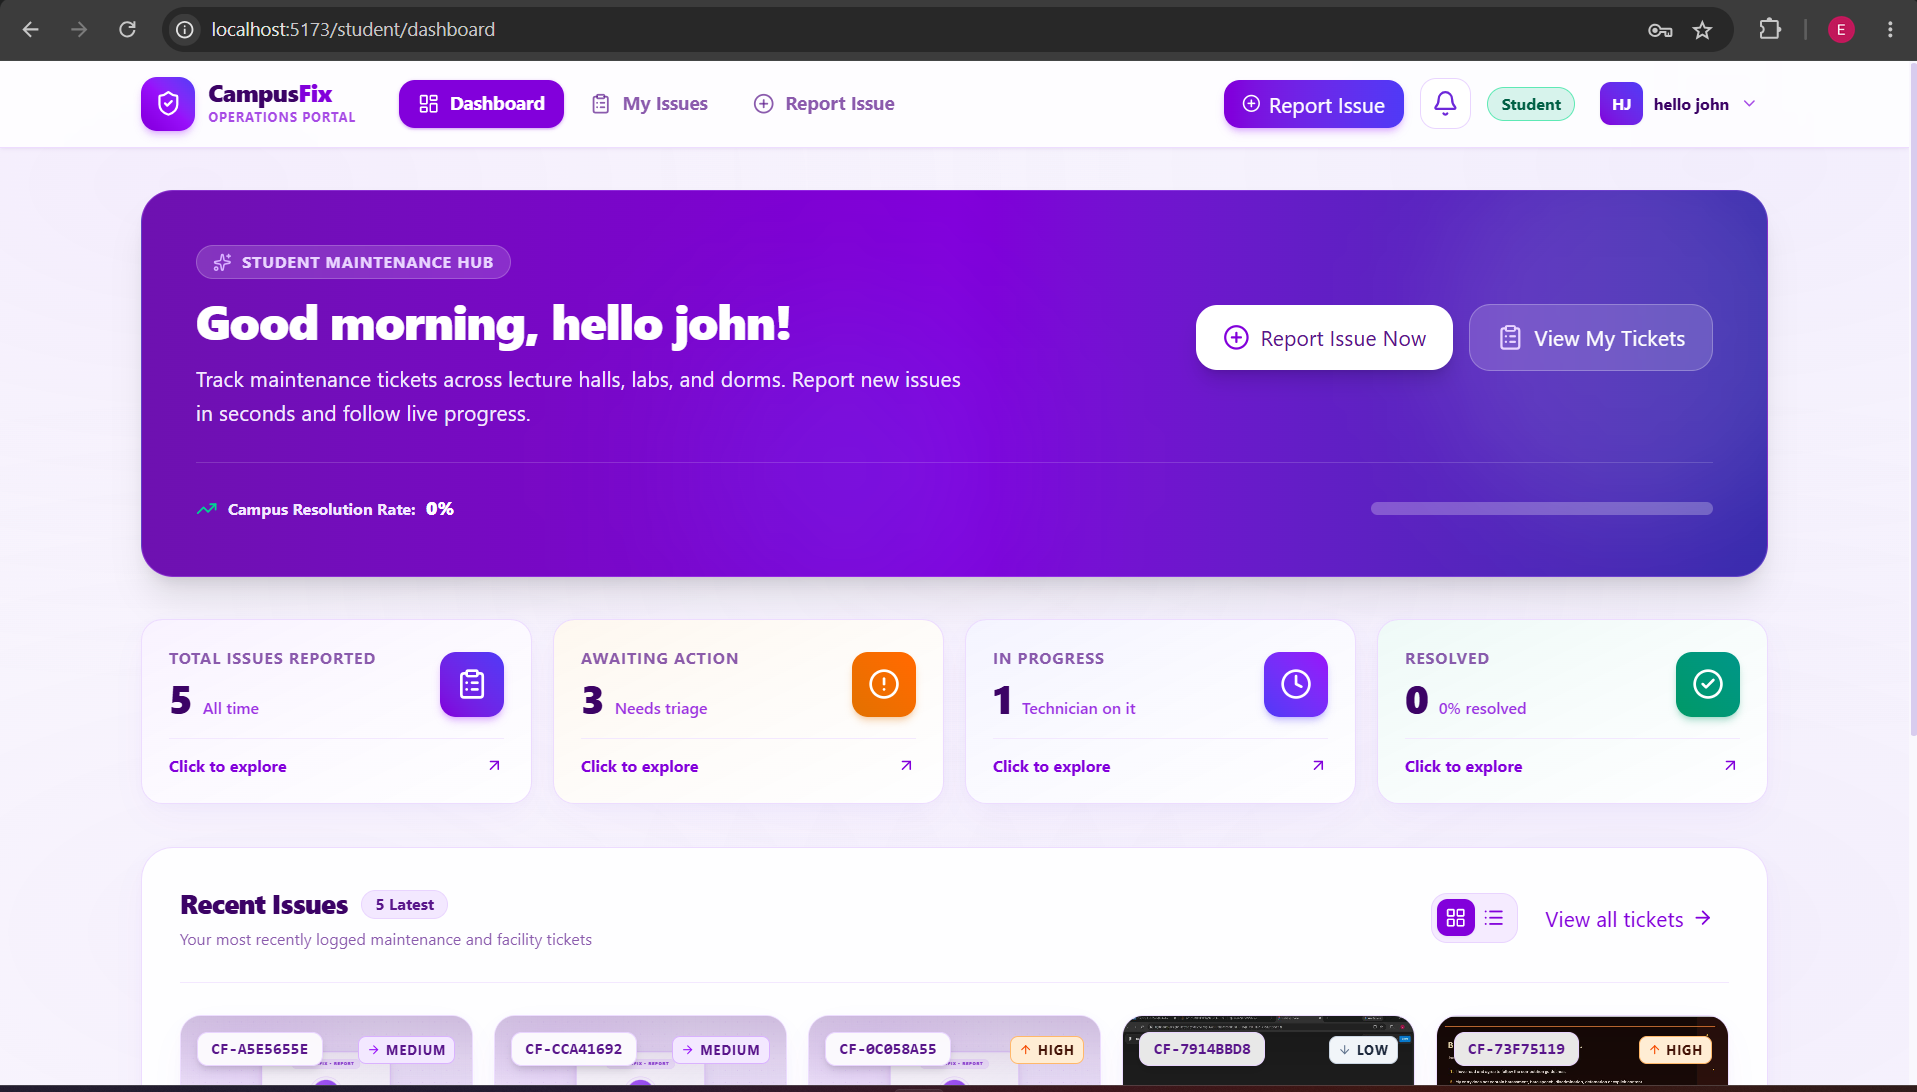 localhost:5173/student/dashboard
E
CampusFix
OPERATIONS PORTAL
Dashboard
My Issues
Report Issue
Report Issue
Student
HJ
hello john
STUDENT MAINTENANCE HUB
Good morning, hello john!
Track maintenance tickets across lecture halls, labs, and dorms. Report new issues
in seconds and follow live progress.
Report Issue Now
View My Tickets
Campus Resolution Rate: 0%
TOTAL ISSUES REPORTED
5 All time
Click to explore
AWAITING ACTION
3 Needs triage
Click to explore
IN PROGRESS
1 Technician on it
Click to explore
RESOLVED
0 0% resolved
Click to explore
Recent Issues
5 Latest
Your most recently logged maintenance and facility tickets
View all tickets
CF-A5E5655E
MEDIUM
CF-CCA41692
MEDIUM
CF-0C058A55
HIGH
CF-7914BBD8
LOW
CF-73F75119
HIGH